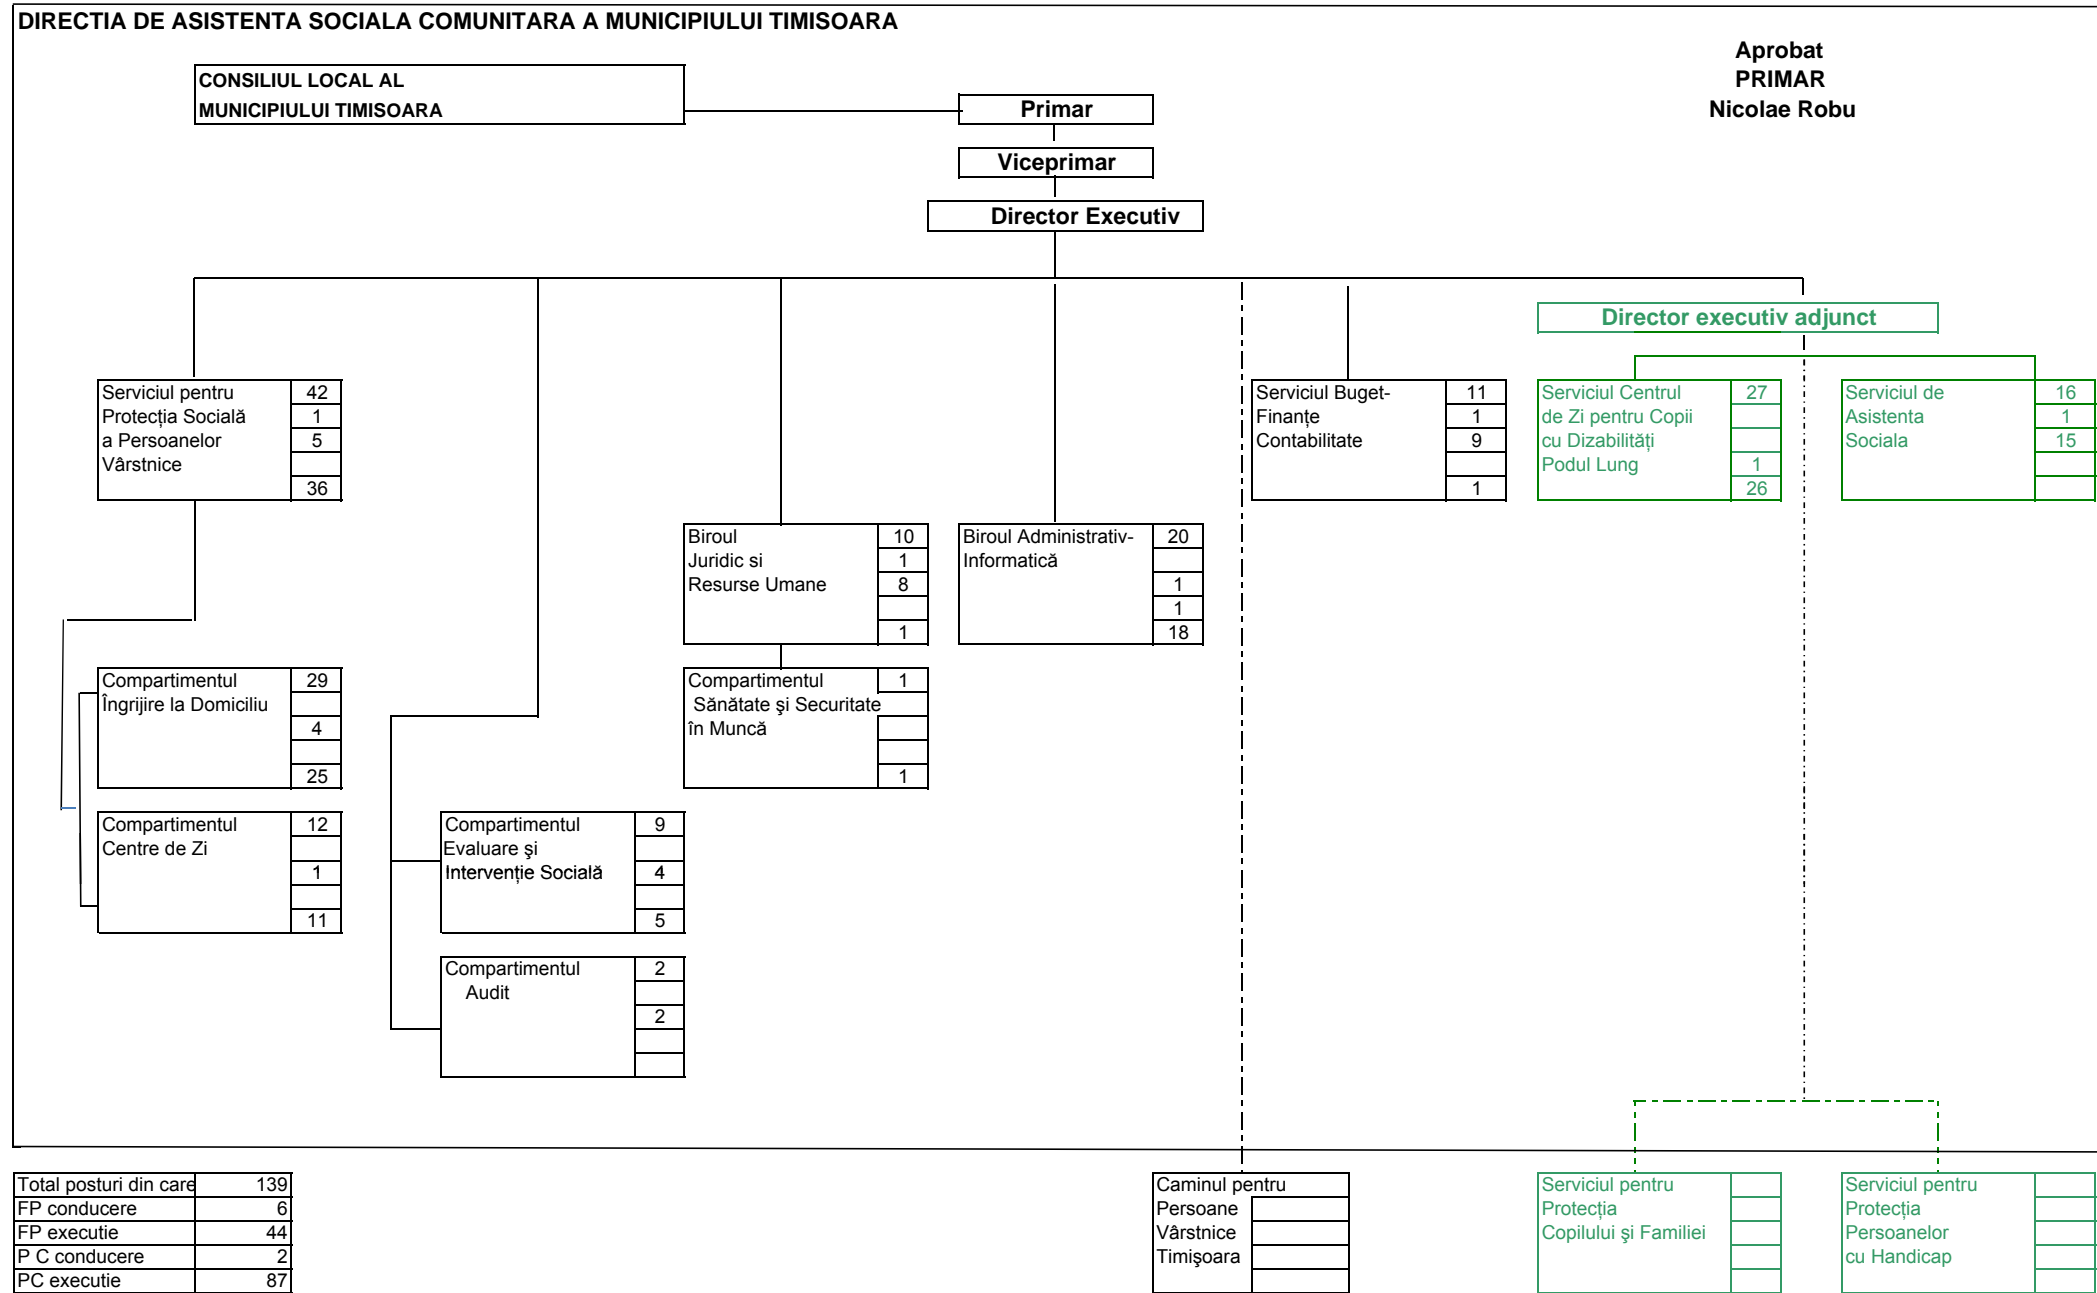 DIRECTIA DE ASISTENTA SOCIALA COMUNITARA A MUNICIPIULUI TIMISOARA
Aprobat
PRIMAR
Nicolae Robu
CONSILIUL LOCAL AL
MUNICIPIULUI TIMISOARA
Primar
Viceprimar
Director Executiv
Director executiv adjunct
Serviciul pentru 42
Protecția Socială 1
a Persoanelor 5
Vârstnice
36
Serviciul Buget- 11
Finanțe 1
Contabilitate 9
1
Serviciul Centrul 27
de Zi pentru Copii
cu Dizabilități
Podul Lung 1
26
Serviciul de 16
Asistenta 1
Sociala 15
Biroul 10
Juridic si 1
Resurse Umane 8
1
Biroul Administrativ- 20
Informatică
1
1
18
Compartimentul 29
Îngrijire la Domiciliu
4
25
Compartimentul 1
Sănătate şi Securitate
în Muncă
1
Compartimentul 12
Centre de Zi
1
11
Compartimentul 9
Evaluare şi
Intervenție Socială 4
5
Compartimentul 2
Audit
2
Total posturi din care 139
FP conducere 6
FP executie 44
P C conducere 2
PC executie 87
Caminul pentru
Persoane
Vârstnice
Timişoara
Serviciul pentru
Protecția
Copilului şi Familiei
Serviciul pentru
Protecția
Persoanelor
cu Handicap